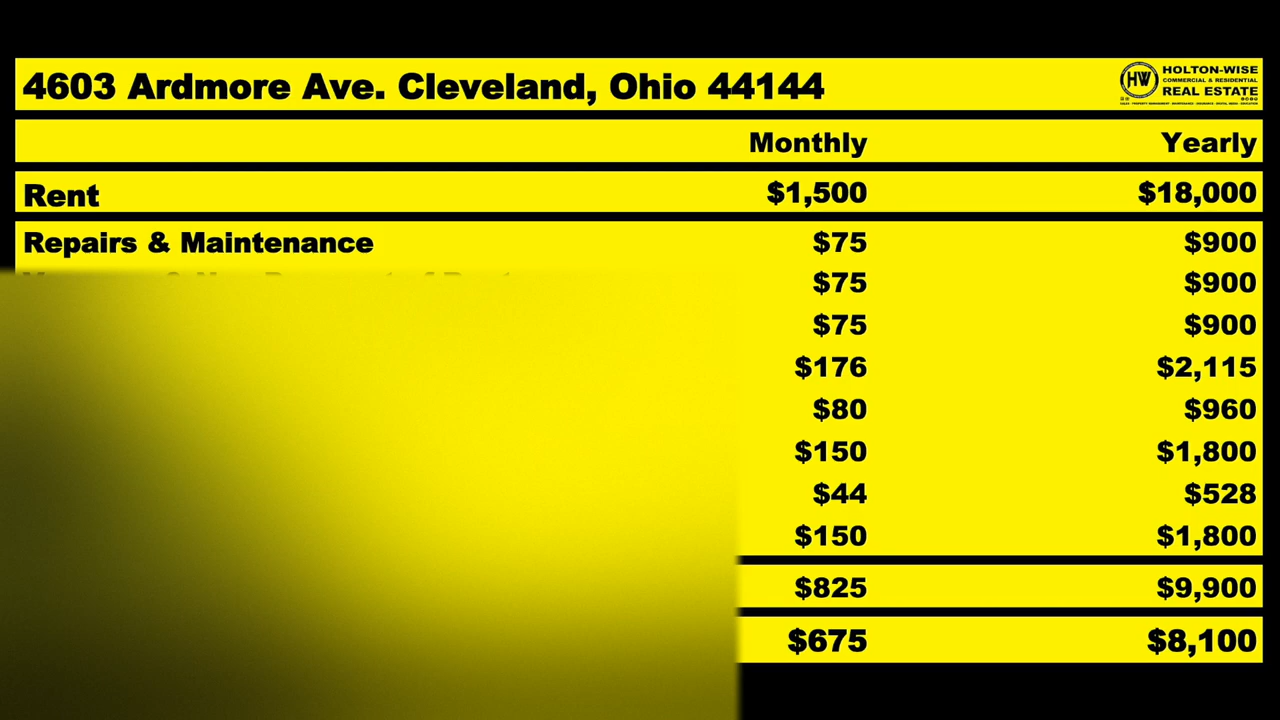 4603 Ardmore Ave. Cleveland, Ohio 44144
HOLTON-WISE
COMMERCIAL & RESIDENTIAL
REAL ESTATE
Monthly Yearly
Rent $1,500 $18,000
Repairs & Maintenance $75 $900
$75 $900
$75 $900
$176 $2,115
$80 $960
$150 $1,800
$44 $528
$150 $1,800
$825 $9,900
$675 $8,100